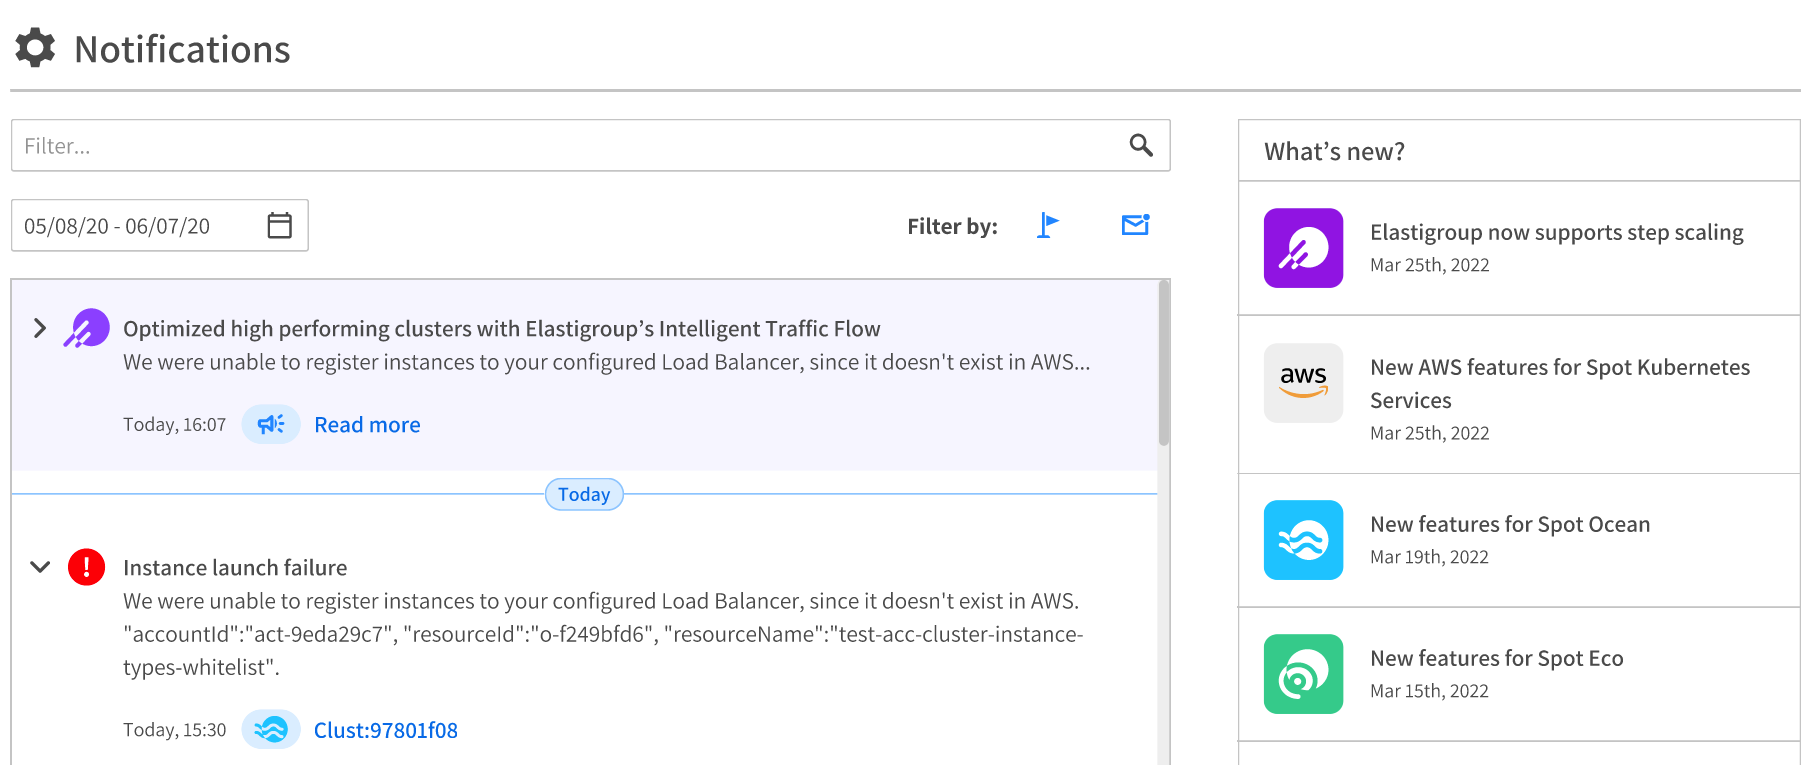 Notifications
Filter...
05/08/20 - 06/07/20
Filter by:
Optimized high performing clusters with Elastigroup’s Intelligent Traffic Flow
We were unable to register instances to your configured Load Balancer, since it doesn't exist in AWS...
Today, 16:07
Read more
Today
!
Instance launch failure
We were unable to register instances to your configured Load Balancer, since it doesn't exist in AWS.
"accountId":"act-9eda29c7", "resourceId":"o-f249bfd6", "resourceName":"test-acc-cluster-instance-
types-whitelist".
Today, 15:30
Clust:97801f08
What’s new?
Elastigroup now supports step scaling
Mar 25th, 2022
aws
New AWS features for Spot Kubernetes
Services
Mar 25th, 2022
New features for Spot Ocean
Mar 19th, 2022
New features for Spot Eco
Mar 15th, 2022